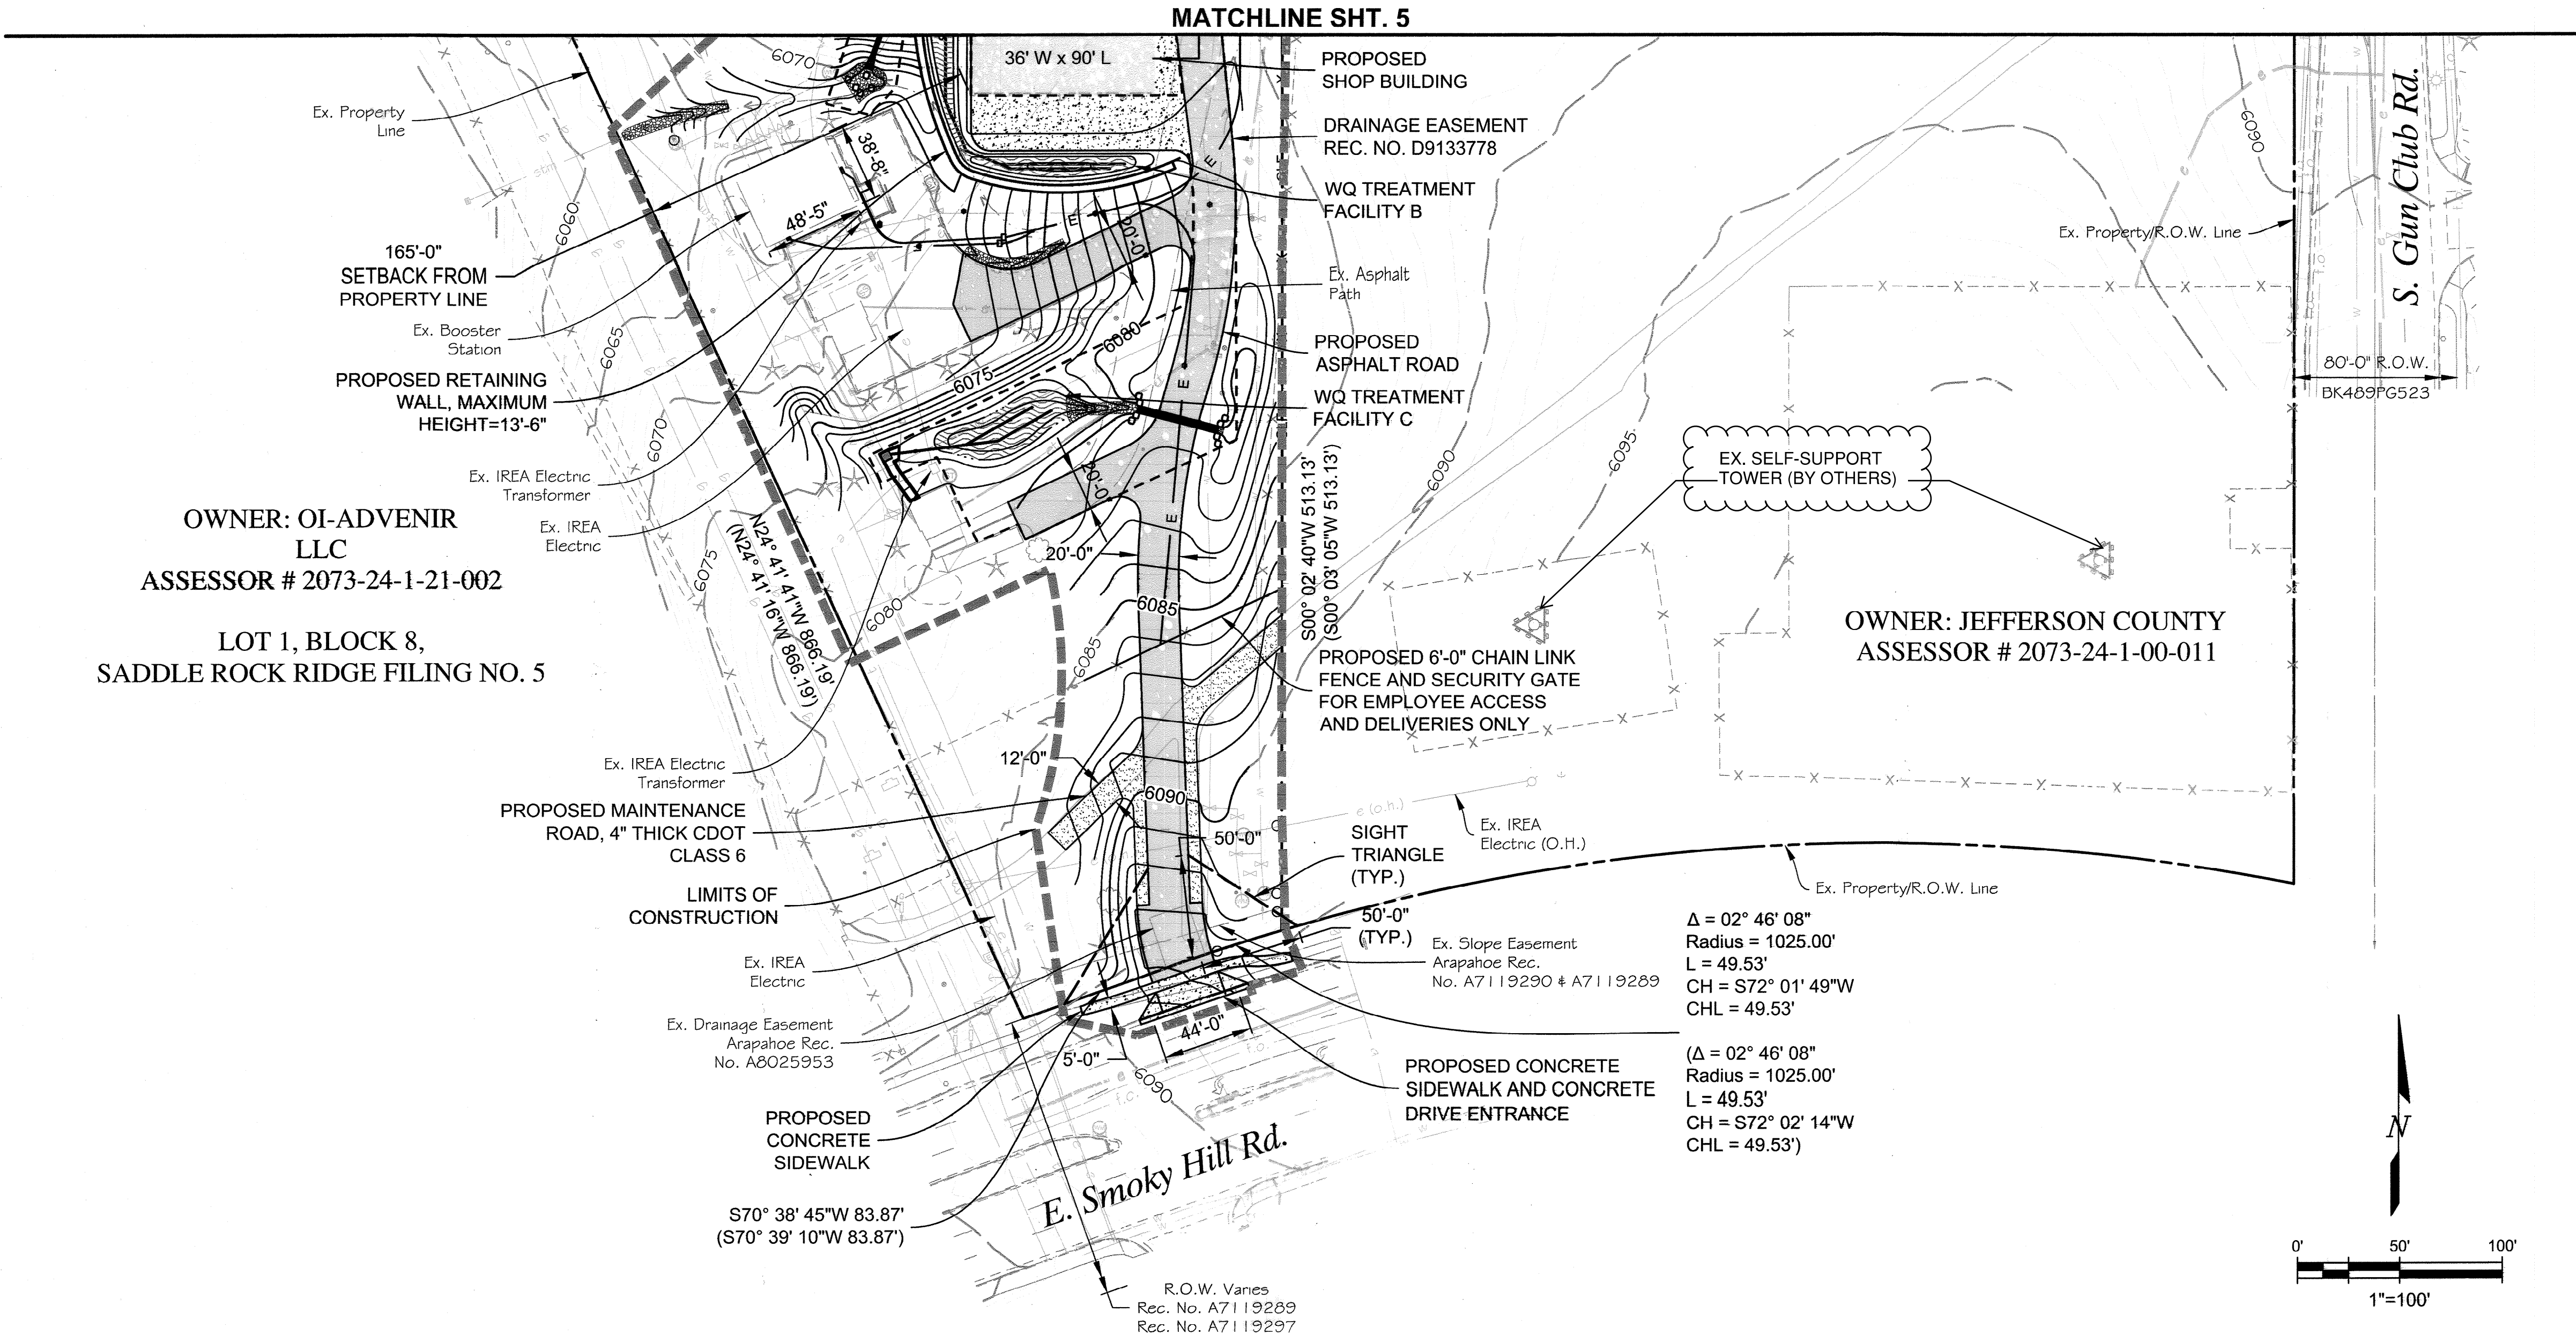 MATCHLINE SHT. 5
6070
36' W x 90' L
PROPOSED
SHOP BUILDING
Ex. Property
Line
DRAINAGE EASEMENT
REC. NO. D9133778
38'-8"
E
WQ TREATMENT
FACILITY B
6060
48'-5"
E
20'-0"
6090
S. Gun Club Rd.
Ex. Property/R.O.W. Line
165'-0"
SETBACK FROM
PROPERTY LINE
Ex. Asphalt
Path
Ex. Booster
Station
6065
6080
PROPOSED
ASPHALT ROAD
6075
E
80'-0" R.O.W.
BK489PG523
PROPOSED RETAINING
WALL, MAXIMUM
HEIGHT=13'-6"
WQ TREATMENT
FACILITY C
6070
6090
6095
EX. SELF-SUPPORT
TOWER (BY OTHERS)
Ex. IREA Electric
Transformer
20'-0"
Ex. IREA
Electric
E
OWNER: OI-ADVENIR
LLC
ASSESSOR # 2073-24-1-21-002
LOT 1, BLOCK 8,
SADDLE ROCK RIDGE FILING NO. 5
N24° 41' 41"W 866.19'
(N24° 41' 16"W 866.19')
S00° 02' 40"W 513.13'
(S00° 03' 05"W 513.13')
6075
20'-0"
6080
6085
6085
OWNER: JEFFERSON COUNTY
ASSESSOR # 2073-24-1-00-011
PROPOSED 6'-0" CHAIN LINK
FENCE AND SECURITY GATE
FOR EMPLOYEE ACCESS
AND DELIVERIES ONLY
Ex. IREA Electric
Transformer
12'-0"
6090
e (o.h.)
PROPOSED MAINTENANCE
ROAD, 4" THICK CDOT
CLASS 6
50'-0"
SIGHT
TRIANGLE
(TYP.)
Ex. IREA
Electric (O.H.)
LIMITS OF
CONSTRUCTION
Ex. Property/R.O.W. Line
50'-0"
(TYP.)
Ex. IREA
Electric
Ex. Slope Easement
Arapahoe Rec.
No. A7119290 & A7119289
Δ = 02° 46' 08"
Radius = 1025.00'
L = 49.53'
CH = S72° 01' 49"W
CHL = 49.53'
Ex. Drainage Easement
Arapahoe Rec.
No. A8025953
44'-0"
5'-0"
6090
(Δ = 02° 46' 08"
Radius = 1025.00'
L = 49.53'
CH = S72° 02' 14"W
CHL = 49.53')
PROPOSED CONCRETE
SIDEWALK AND CONCRETE
DRIVE ENTRANCE
PROPOSED
CONCRETE
SIDEWALK
E. Smoky Hill Rd.
N
S70° 38' 45"W 83.87'
(S70° 39' 10"W 83.87')
0' 50' 100'
1"=100'
R.O.W. Varies
Rec. No. A7119289
Rec. No. A7119297